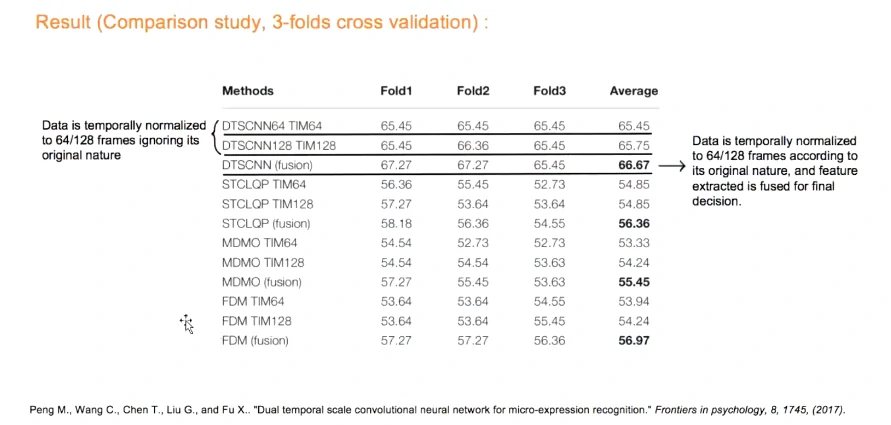 Result (Comparison study, 3-folds cross validation) :
Methods Fold1 Fold2 Fold3 Average
Data is temporally normalized
to 64/128 frames ignoring its
original nature
DTSCNN64 TIM64 65.45 65.45 65.45 65.45
DTSCNN128 TIM128 65.45 66.36 65.45 65.75
DTSCNN (fusion) 67.27 67.27 65.45 66.67
Data is temporally normalized
to 64/128 frames according to
its original nature, and feature
extracted is fused for final
decision.
STCLQP TIM64 56.36 55.45 52.73 54.85
STCLQP TIM128 57.27 53.64 53.64 54.85
STCLQP (fusion) 58.18 56.36 54.55 56.36
MDMO TIM64 54.54 52.73 52.73 53.33
MDMO TIM128 54.54 54.54 53.63 54.24
MDMO (fusion) 57.27 55.45 53.63 55.45
FDM TIM64 53.64 53.64 54.55 53.94
FDM TIM128 53.64 53.64 55.45 54.24
FDM (fusion) 57.27 57.27 56.36 56.97
Peng M., Wang C., Chen T., Liu G., and Fu X.. "Dual temporal scale convolutional neural network for micro-expression recognition." Frontiers in psychology, 8, 1745, (2017).